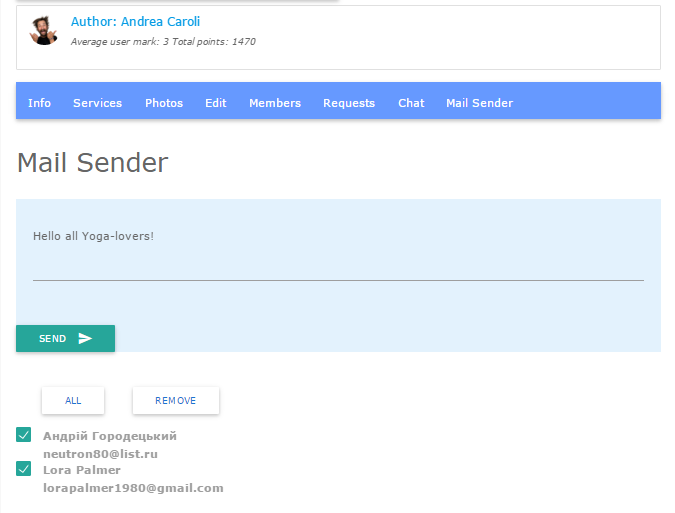 Author: Andrea Caroli
Average user mark: 3 Total points: 1470
Info Services Photos Edit Members Requests Chat Mail Sender
Mail Sender
Hello all Yoga-lovers!
SEND
ALL REMOVE
Андрій Городецький
neutron80@list.ru
Lora Palmer
lorapalmer1980@gmail.com